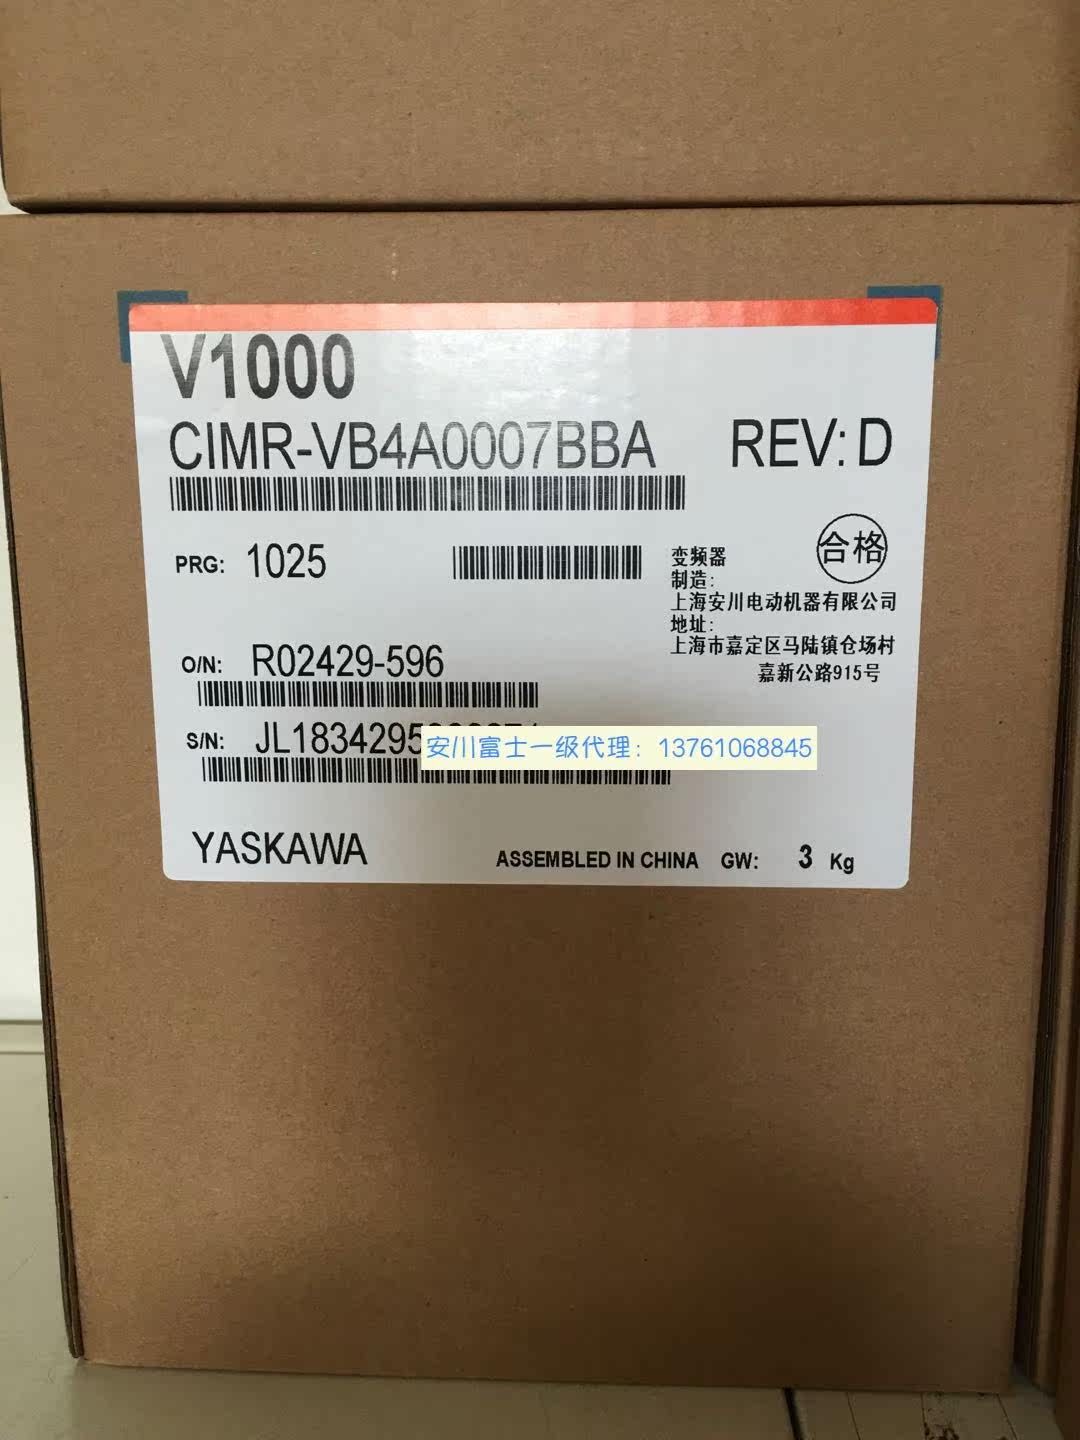 V1000
CIMR-VB4A0007BBA REV: D
PRG: 1025
合格
变频器
制造:
上海安川电动机器有限公司
地址:
上海市嘉定区马陆镇仓场村
嘉新公路915号
O/N: R02429-596
S/N:
安川富士一级代理: 13761068845
YASKAWA ASSEMBLED IN CHINA GW: 3 Kg